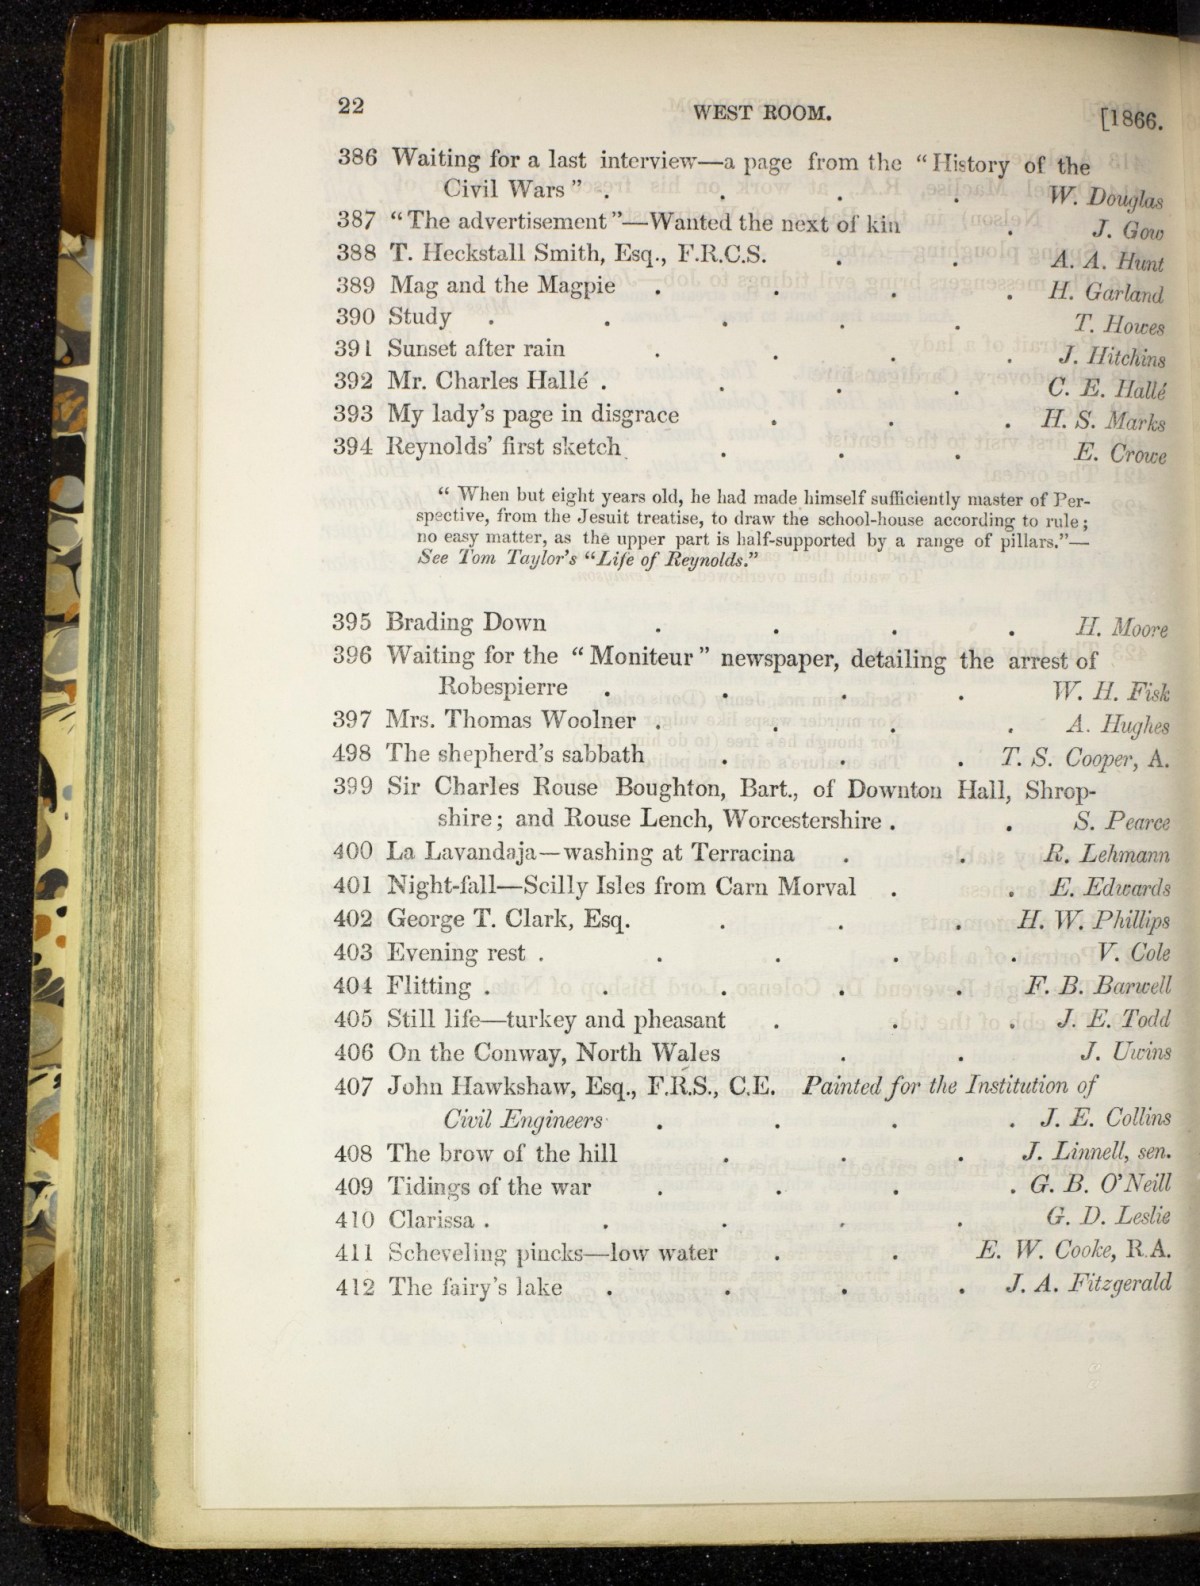 22 WEST ROOM. [1866.
386 Waiting for a last interview—a page from the "History of the
Civil Wars" . . . . W. Douglas
387 "The advertisement"—Wanted the next of kin . J. Gow
388 T. Heckstall Smith, Esq., F.R.C.S. . . A. A. Hunt
389 Mag and the Magpie . . . . H. Garland
390 Study . . . . . T. Howes
391 Sunset after rain . . . . J. Hitchins
392 Mr. Charles Hallé . . . . C. E. Hallé
393 My lady's page in disgrace . . . H. S. Marks
394 Reynolds' first sketch . . . E. Crowe
" When but eight years old, he had made himself sufficiently master of Per-
spective, from the Jesuit treatise, to draw the school-house according to rule;
no easy matter, as the upper part is half-supported by a range of pillars."—
See Tom Taylor's "Life of Reynolds."
395 Brading Down . . . . H. Moore
396 Waiting for the "Moniteur" newspaper, detailing the arrest of
Robespierre . . . . W. H. Fisk
397 Mrs. Thomas Woolner . . . . A. Hughes
498 The shepherd's sabbath . . . T. S. Cooper, A.
399 Sir Charles Rouse Boughton, Bart., of Downton Hall, Shrop-
shire; and Rouse Lench, Worcestershire . . S. Pearce
400 La Lavandaja—washing at Terracina . . R. Lehmann
401 Night-fall—Scilly Isles from Carn Morval . . E. Edwards
402 George T. Clark, Esq. . . . H. W. Phillips
403 Evening rest . . . . . V. Cole
404 Flitting . . . . . F. B. Barwell
405 Still life—turkey and pheasant . . . J. E. Todd
406 On the Conway, North Wales . . J. Uwins
407 John Hawkshaw, Esq., F.R.S., C.E. Painted for the Institution of
Civil Engineers . . . . J. E. Collins
408 The brow of the hill . . . J. Linnell, sen.
409 Tidings of the war . . . . G. B. O'Neill
410 Clarissa . . . . . G. D. Leslie
411 Scheveling pincks—low water . . E. W. Cooke, R.A.
412 The fairy's lake . . . . J. A. Fitzgerald